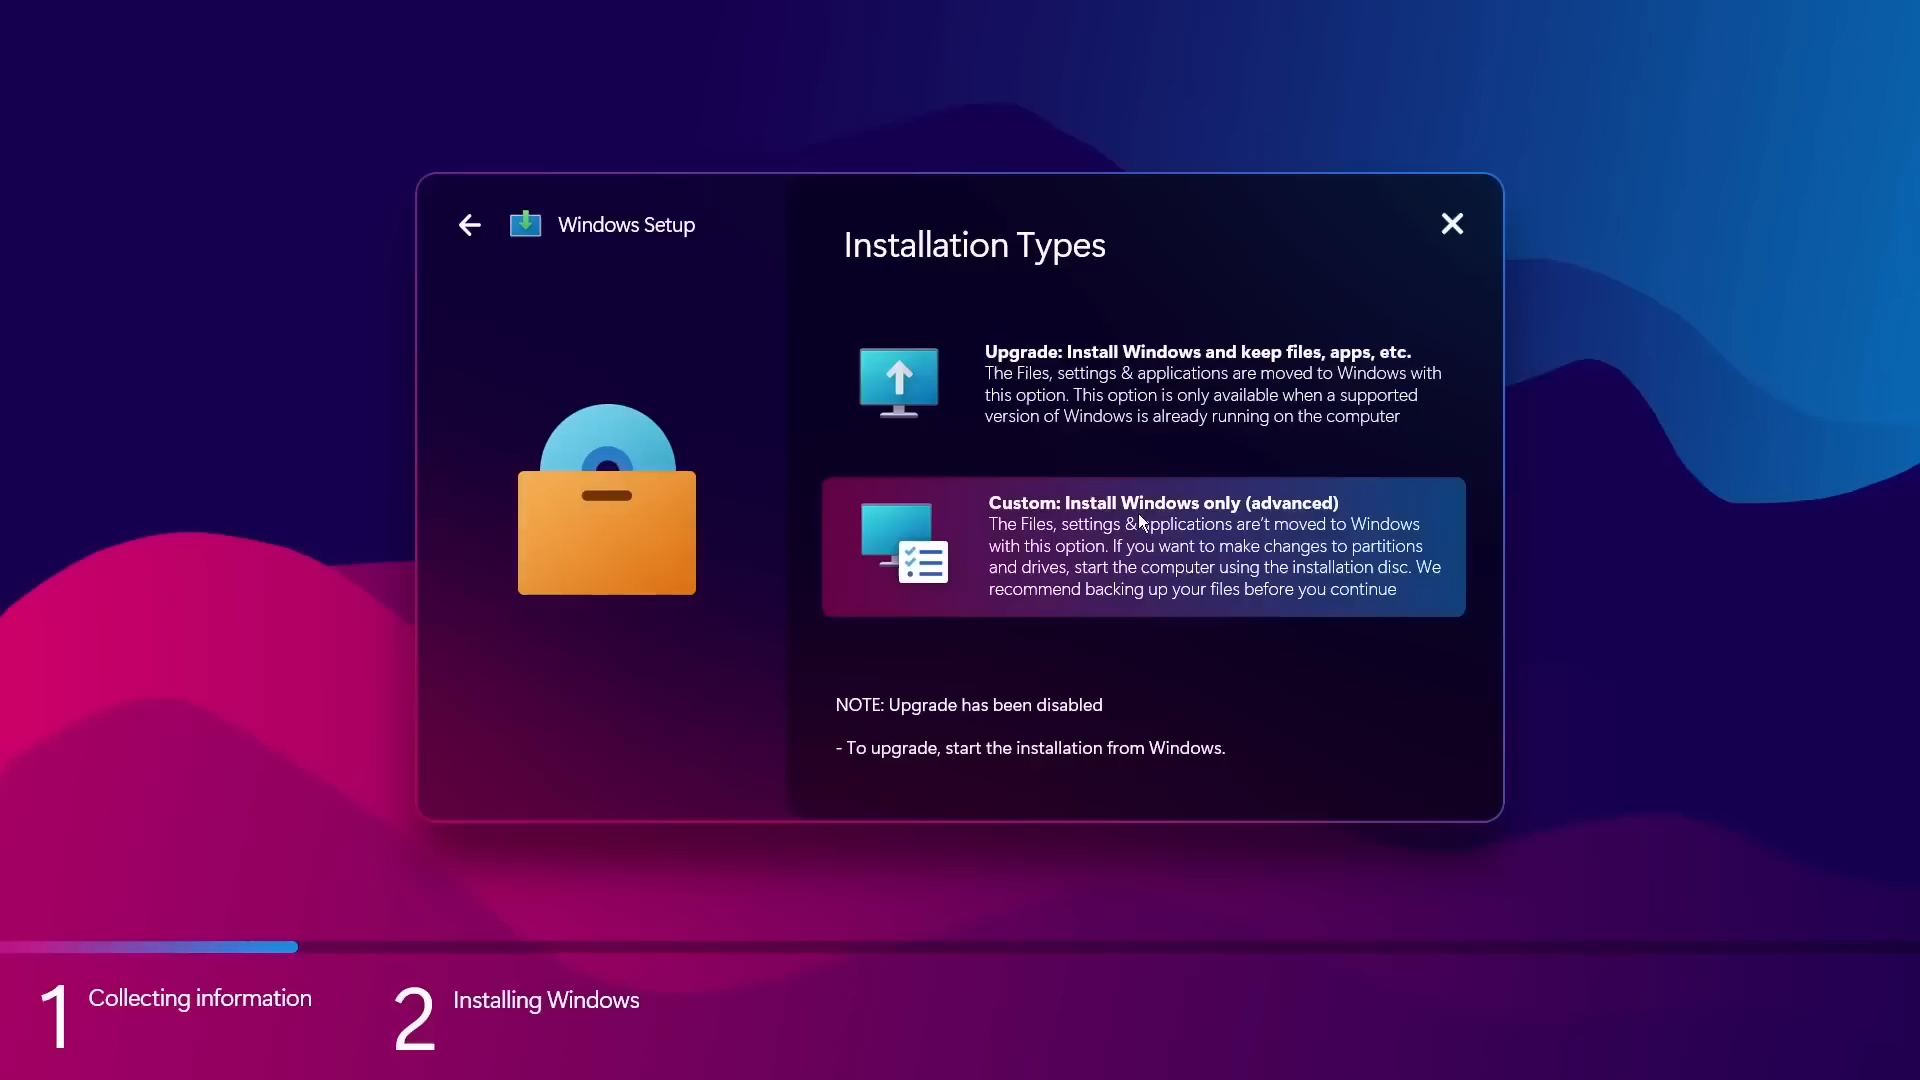 Windows Setup
Installation Types
Upgrade: Install Windows and keep files, apps, etc.
The Files, settings & applications are moved to Windows with
this option. This option is only available when a supported
version of Windows is already running on the computer
Custom: Install Windows only (advanced)
The Files, settings & applications are't moved to Windows
with this option. If you want to make changes to partitions
and drives, start the computer using the installation disc. We
recommend backing up your files before you continue
NOTE: Upgrade has been disabled
- To upgrade, start the installation from Windows.
1 Collecting information
2 Installing Windows